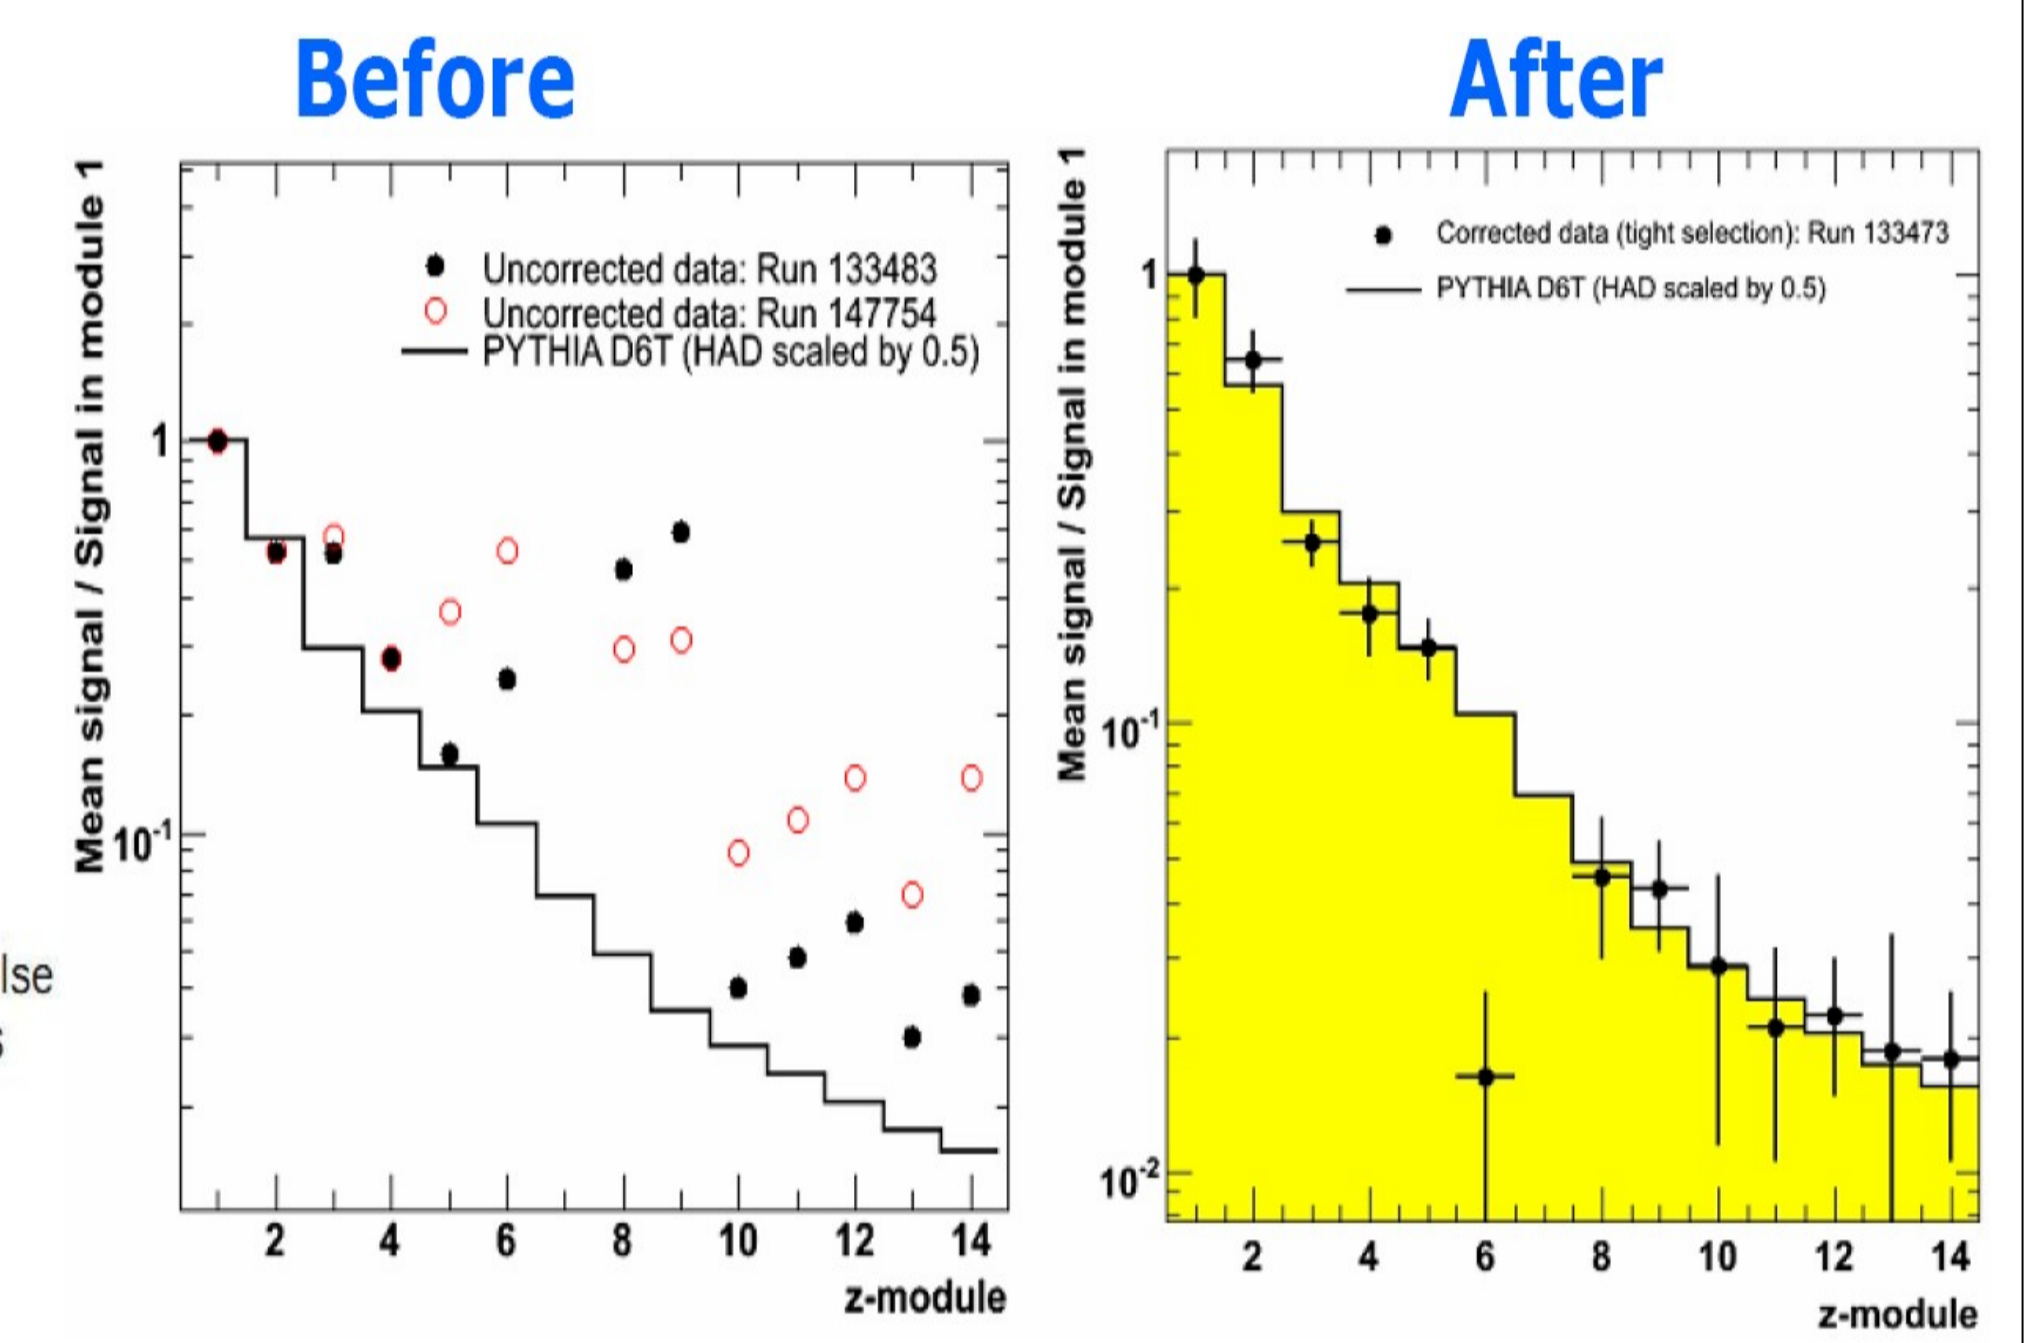 Before
Mean signal / Signal in module 1
Uncorrected data: Run 133483
Uncorrected data: Run 147754
PYTHIA D6T (HAD scaled by 0.5)
1
10-1
2 4 6 8 10 12 14
z-module
lse
s
After
Mean signal / Signal in module 1
Corrected data (tight selection): Run 133473
PYTHIA D6T (HAD scaled by 0.5)
1
10-1
10-2
2 4 6 8 10 12 14
z-module